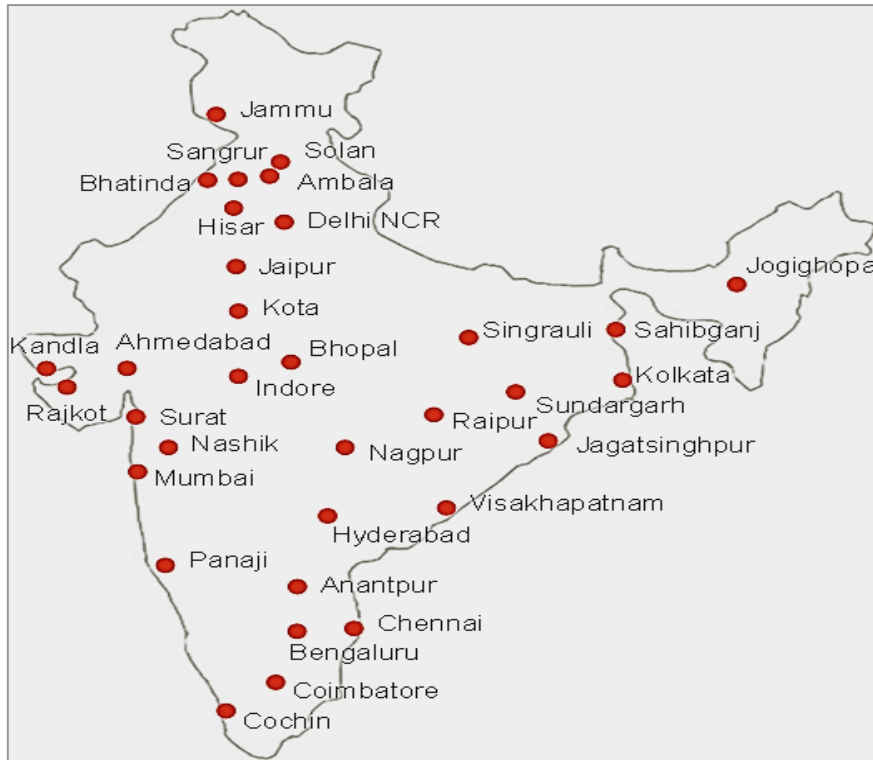 Jammu
Sangrur
Solan
Bhatinda
Ambala
Hisar
Delhi NCR
Jaipur
Jogighopa
Kota
Singrauli
Sahibganj
Kandla
Ahmedabad
Bhopal
Indore
Kolkata
Rajkot
Surat
Raipur
Sundargarh
Nashik
Nagpur
Jagatsinghpur
Mumbai
Visakhapatnam
Hyderabad
Panaji
Anantpur
Chennai
Bengaluru
Coimbatore
Cochin